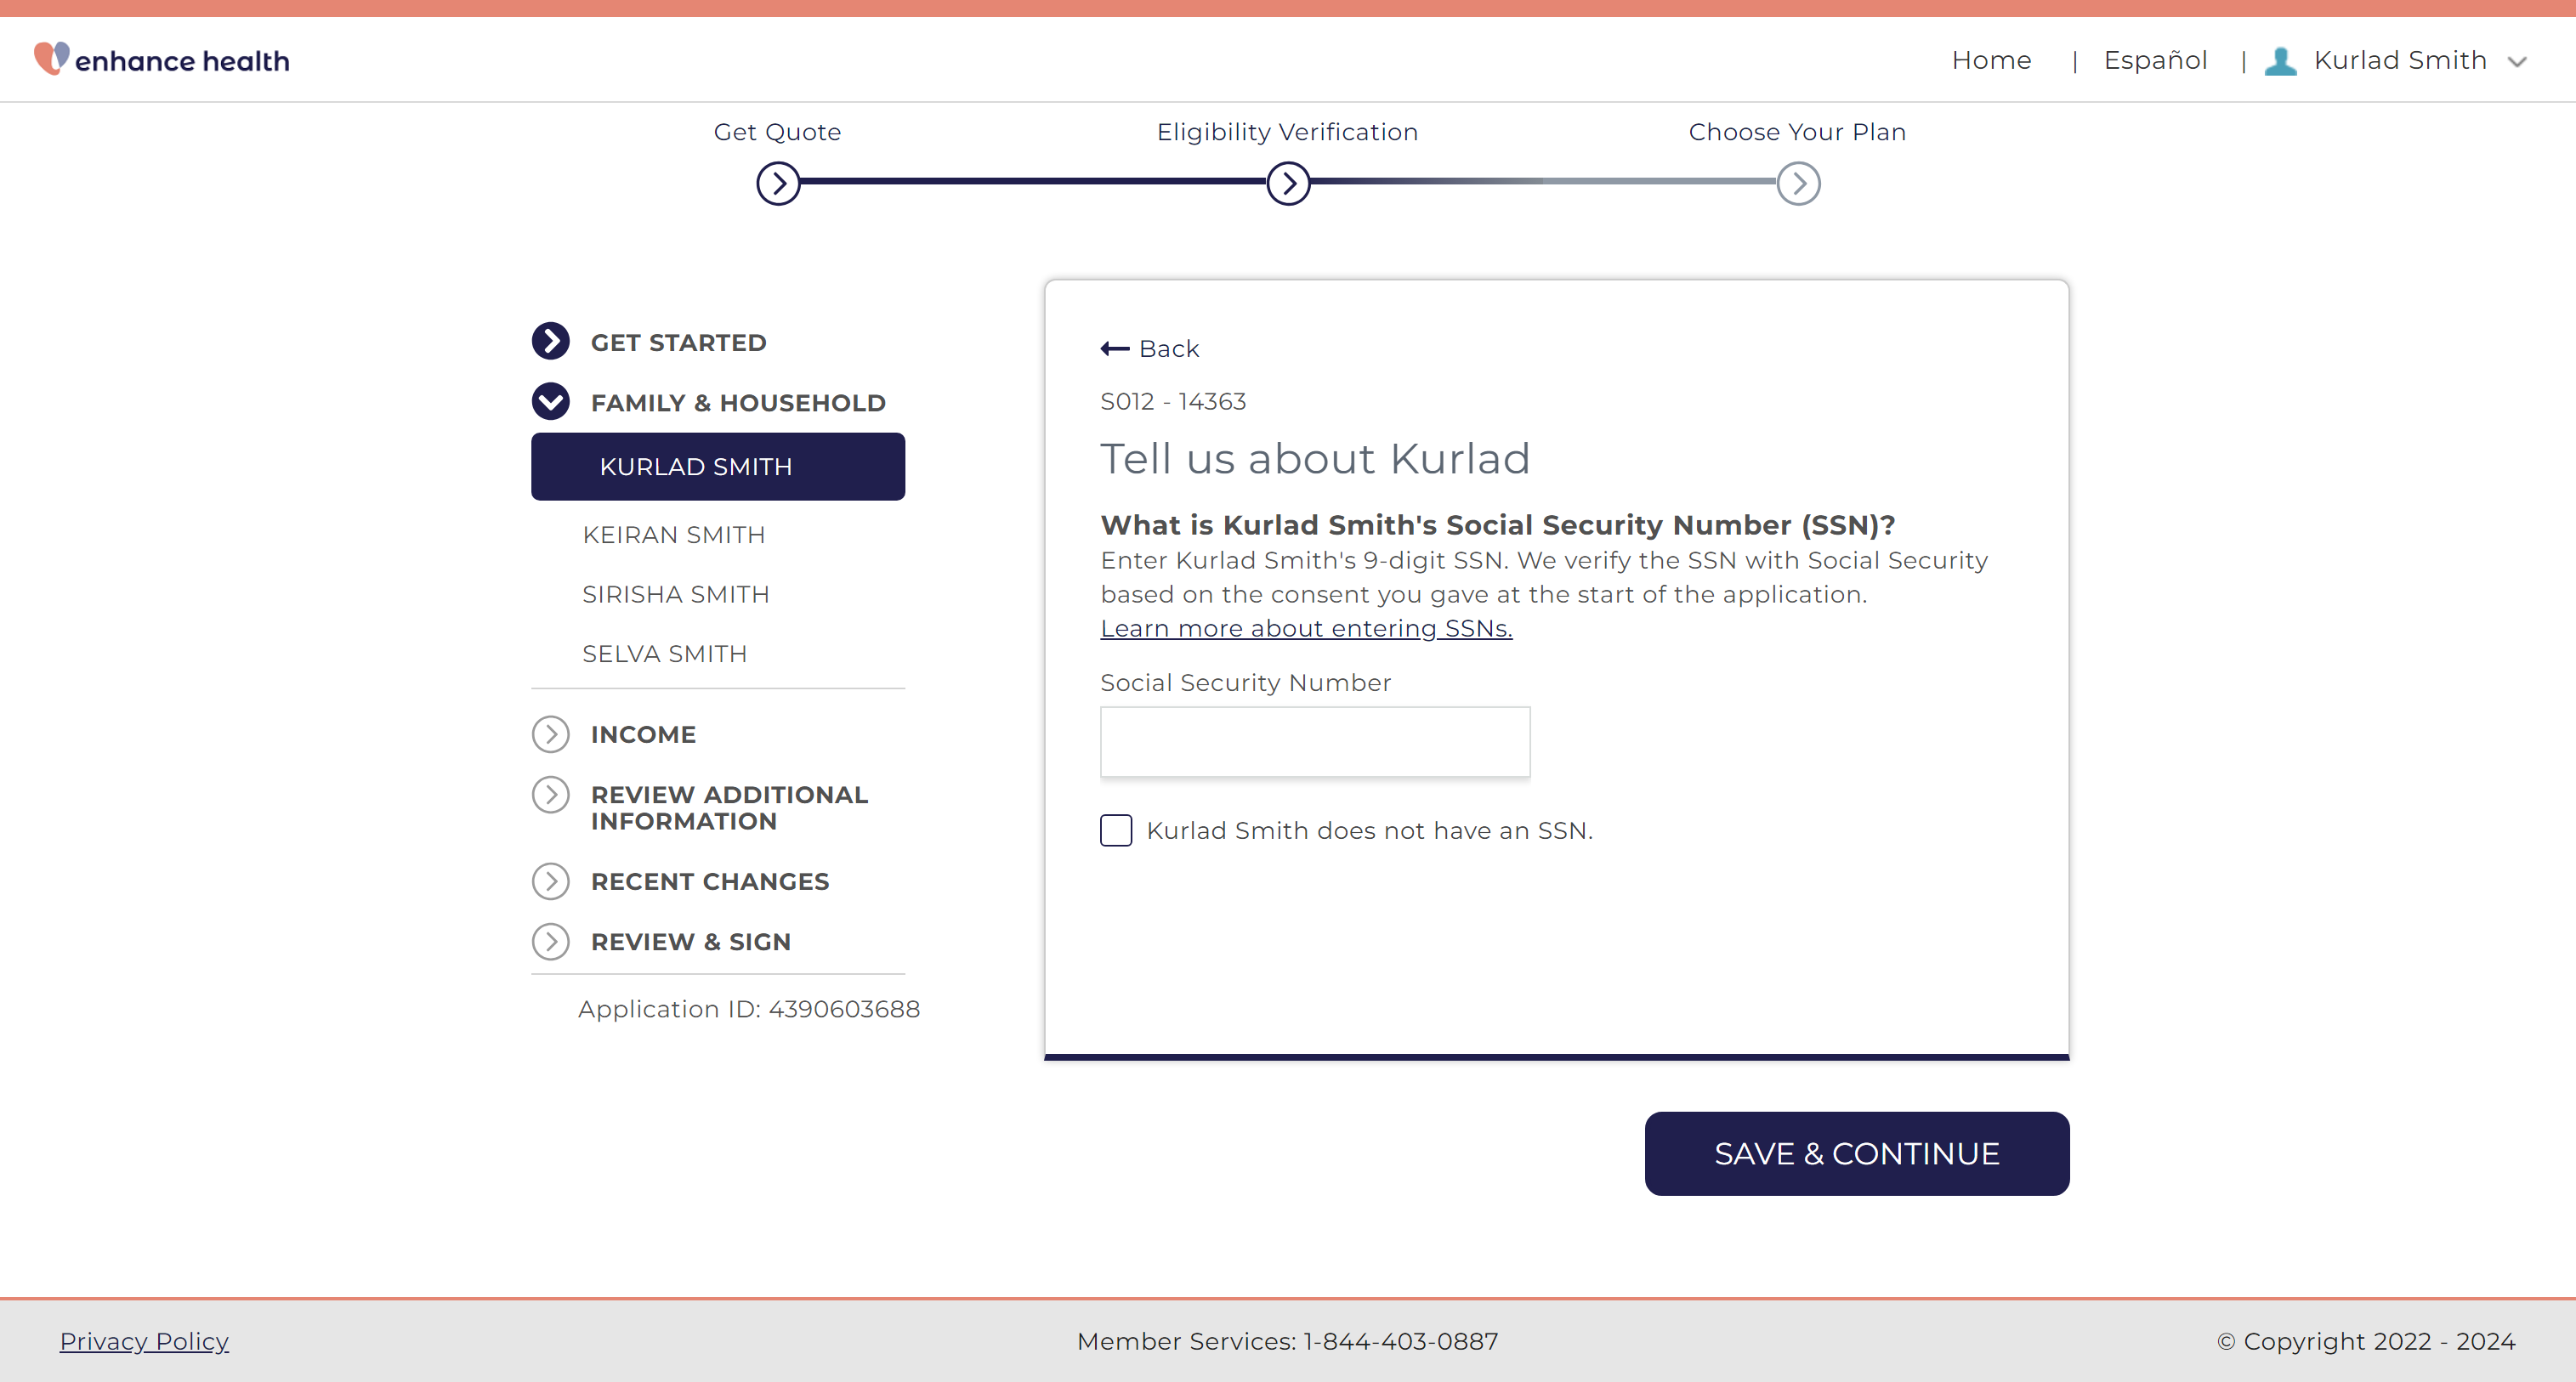 enhance health
Home | Español | Kurlad Smith
Get Quote
Eligibility Verification
Choose Your Plan
GET STARTED
FAMILY & HOUSEHOLD
KURLAD SMITH
KEIRAN SMITH
SIRISHA SMITH
SELVA SMITH
INCOME
REVIEW ADDITIONAL
INFORMATION
RECENT CHANGES
REVIEW & SIGN
Application ID: 4390603688
Back
S012 - 14363
Tell us about Kurlad
What is Kurlad Smith's Social Security Number (SSN)?
Enter Kurlad Smith's 9-digit SSN. We verify the SSN with Social Security
based on the consent you gave at the start of the application.
Learn more about entering SSNs.
Social Security Number
Kurlad Smith does not have an SSN.
SAVE & CONTINUE
Privacy Policy
Member Services: 1-844-403-0887
© Copyright 2022 - 2024